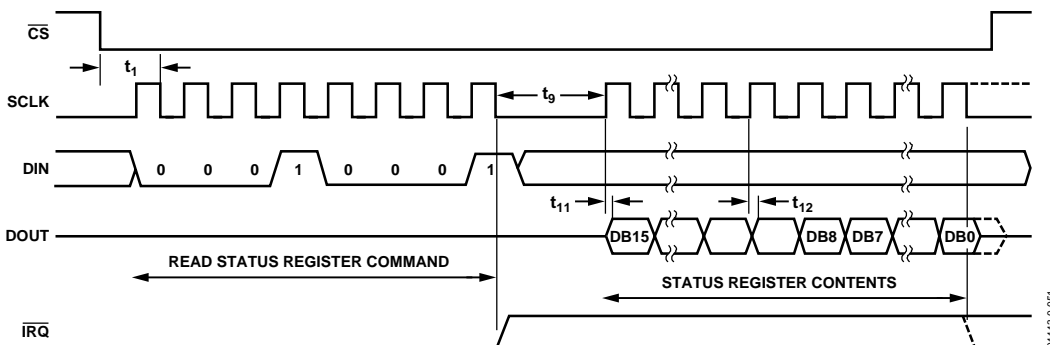 CS
t1
SCLK
t9
DIN
0 0 0 1 0 0 0 1
t11
t12
DOUT
DB15 DB8 DB7 DB0
READ STATUS REGISTER COMMAND
STATUS REGISTER CONTENTS
IRQ